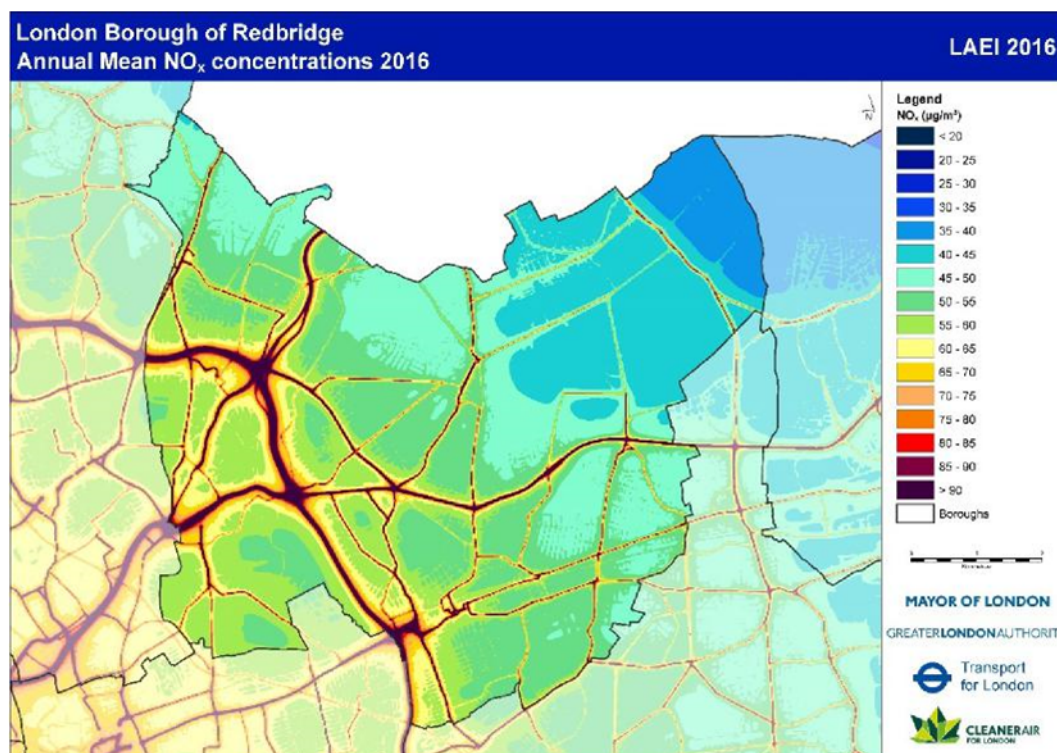 London Borough of Redbridge
Annual Mean NOx concentrations 2016
LAEI 2016
Legend
NOx (µg/m³)
< 20
20 - 25
25 - 30
30 - 35
35 - 40
40 - 45
45 - 50
50 - 55
55 - 60
60 - 65
65 - 70
70 - 75
75 - 80
80 - 85
85 - 90
> 90
Boroughs
MAYOR OF LONDON
GREATERLONDONAUTHORIT
Transport
for London
CLEANERAIR
FOR LONDON